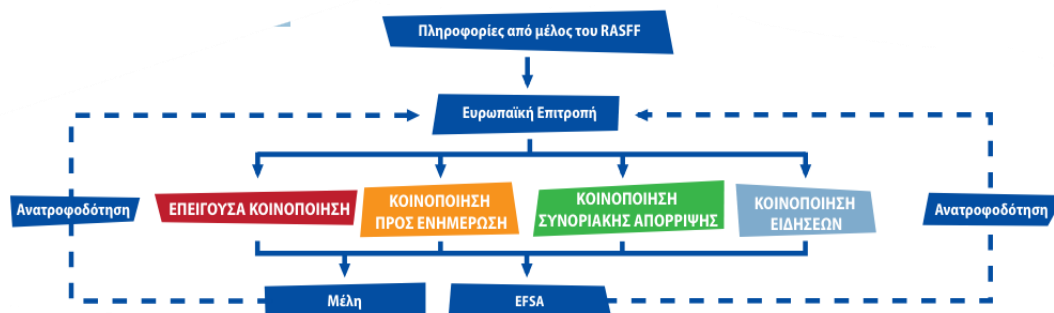 Πληροφορίες από μέλος του RASFF
Ευρωπαϊκή Επιτροπή
Ανατροφοδότηση
ΕΠΕΙΓΟΥΣΑ ΚΟΙΝΟΠΟΙΗΣΗ
ΚΟΙΝΟΠΟΙΗΣΗ
ΠΡΟΣ ΕΝΗΜΕΡΩΣΗ
ΚΟΙΝΟΠΟΙΗΣΗ
ΣΥΝΟΡΙΑΚΗΣ ΑΠΟΡΡΙΨΗΣ
ΚΟΙΝΟΠΟΙΗΣΗ
ΕΙΔΗΣΕΩΝ
Ανατροφοδότηση
Μέλη
EFSA